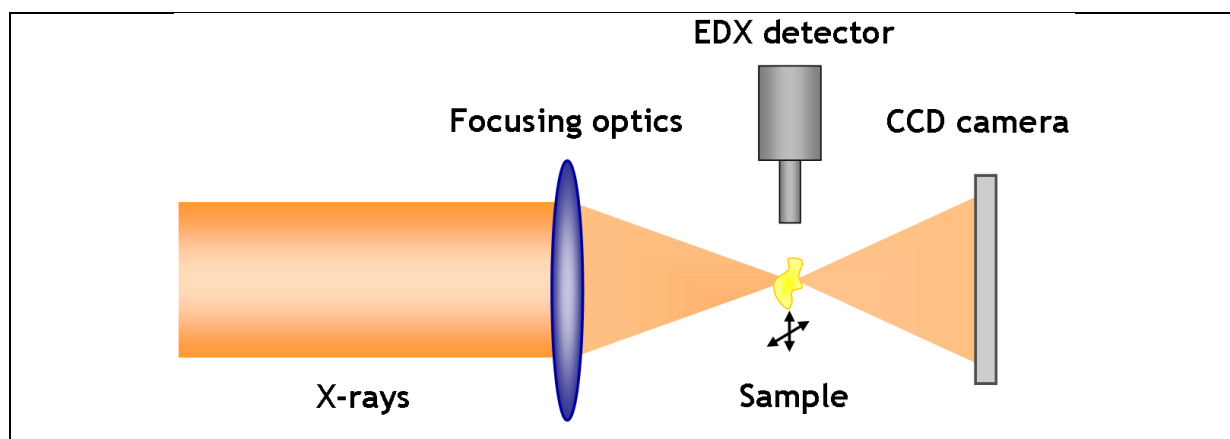 EDX detector
Focusing optics
CCD camera
X-rays
Sample